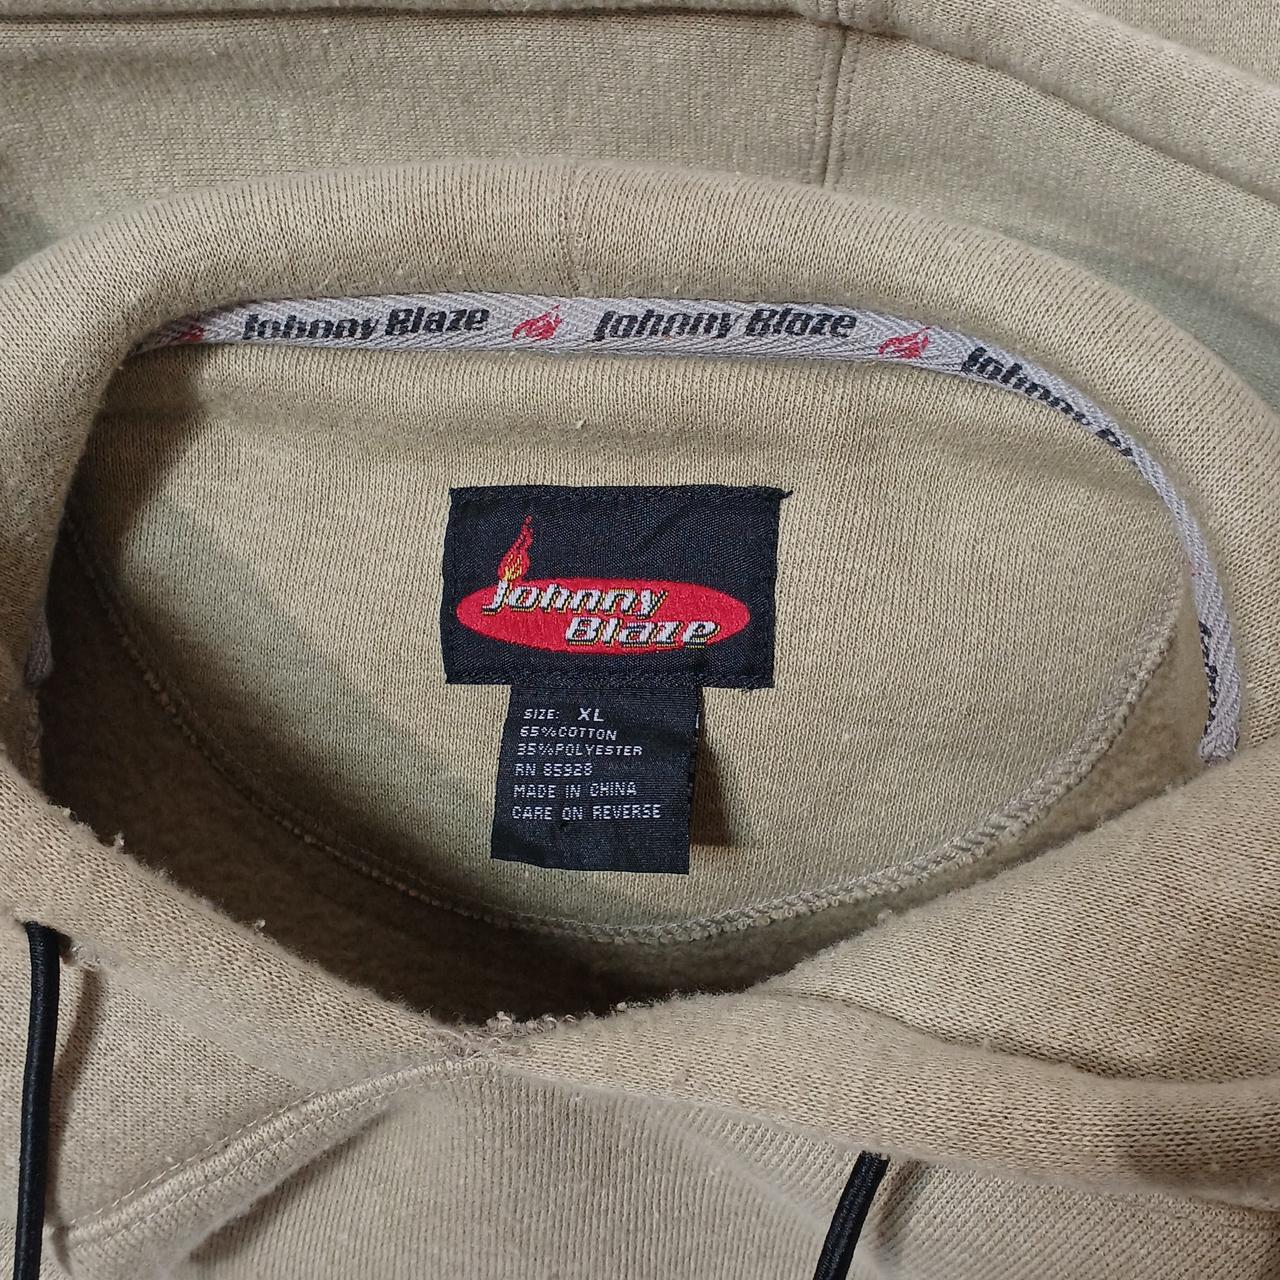 Johnny Blaze Johnny Blaze Johnny
Johnny
Blaze
SIZE: XL
65%COTTON
35%POLYESTER
RN 85928
MADE IN CHINA
CARE ON REVERSE